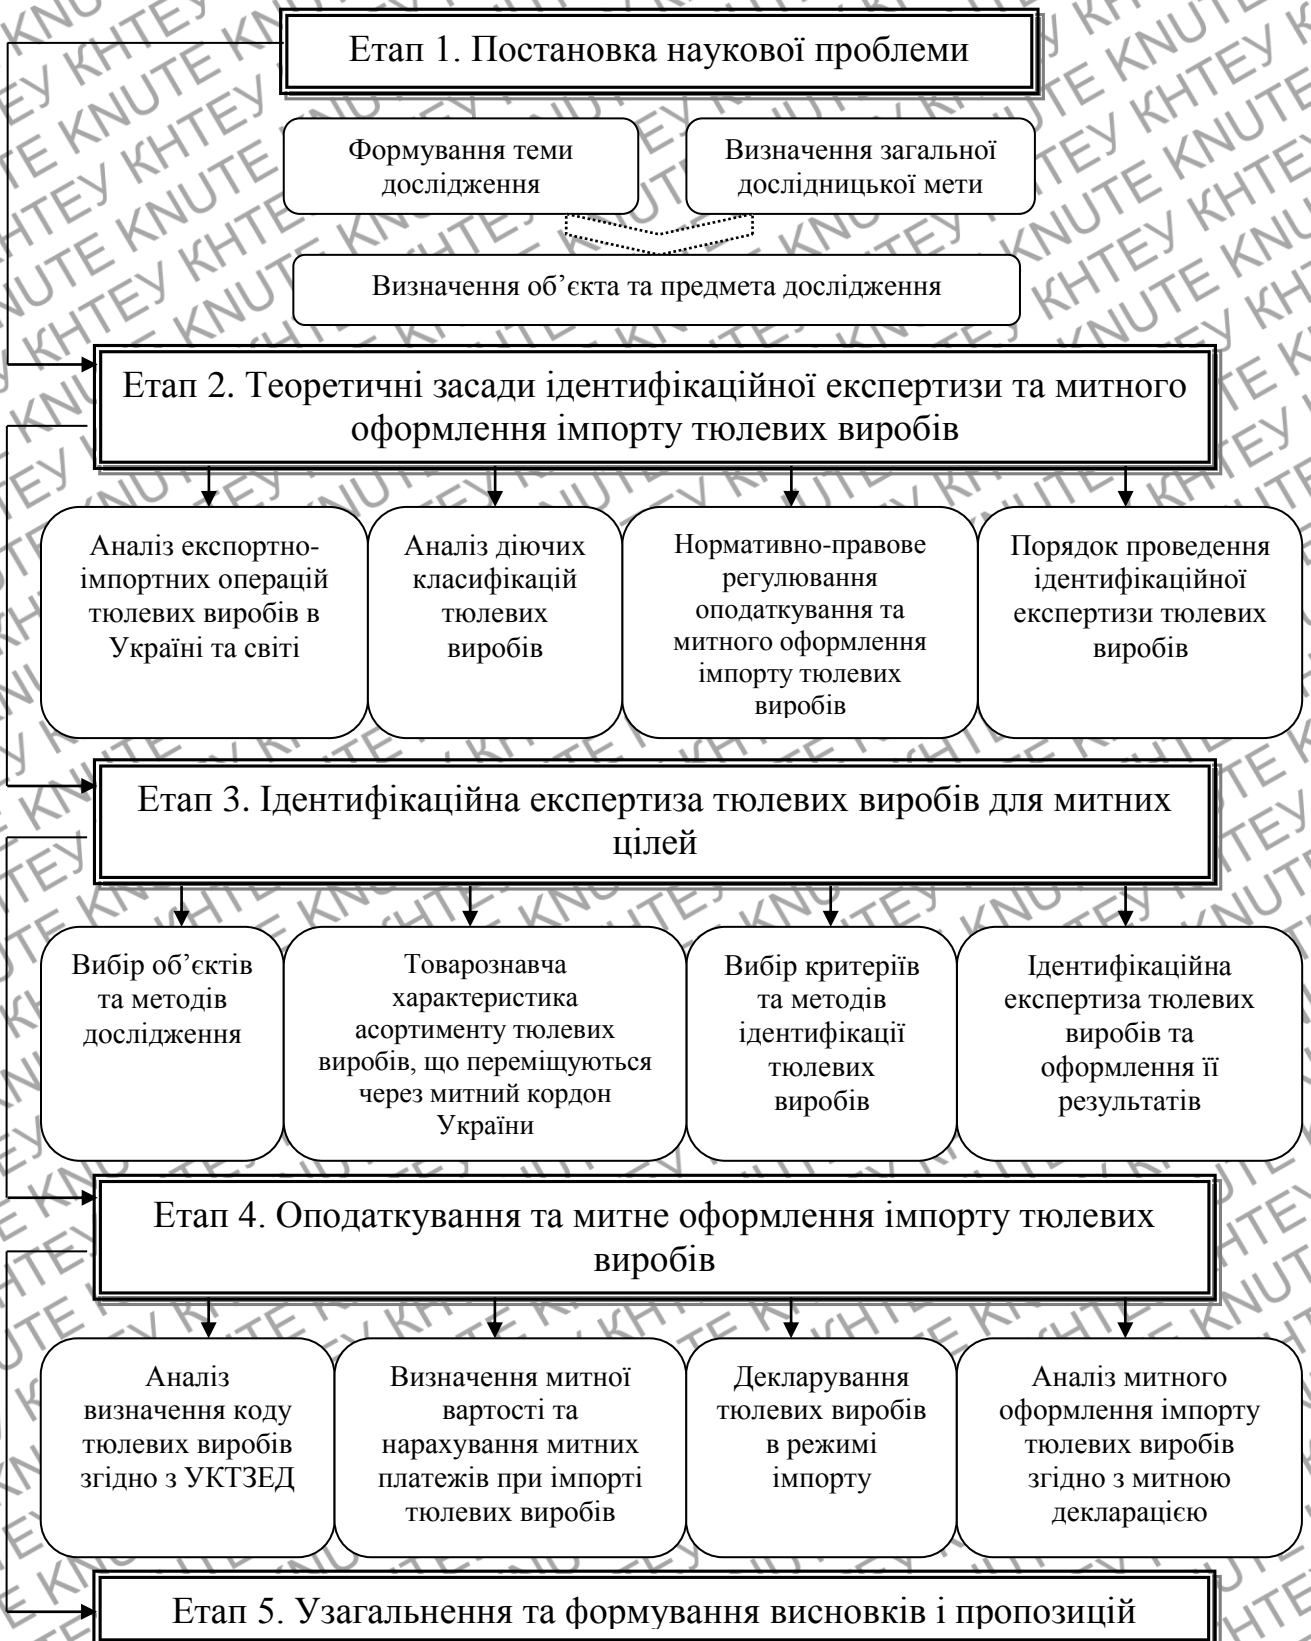 Етап 1. Постановка наукової проблеми
Формування теми
дослідження
Визначення загальної
дослідницької мети
Визначення об’єкта та предмета дослідження
Етап 2. Теоретичні засади ідентифікаційної експертизи та митного
оформлення імпорту тюлевих виробів
Аналіз експортно-
імпортних операцій
тюлевих виробів в
Україні та світі
Аналіз діючих
класифікацій
тюлевих
виробів
Нормативно-правове
регулювання
оподаткування та
митного оформлення
імпорту тюлевих
виробів
Порядок проведення
ідентифікаційної
експертизи тюлевих
виробів
Етап 3. Ідентифікаційна експертиза тюлевих виробів для митних
цілей
Вибір об’єктів
та методів
дослідження
Товарознавча
характеристика
асортименту тюлевих
виробів, що переміщуються
через митний кордон
України
Вибір критеріїв
та методів
ідентифікації
тюлевих
виробів
Ідентифікаційна
експертиза тюлевих
виробів та
оформлення її
результатів
Етап 4. Оподаткування та митне оформлення імпорту тюлевих
виробів
Аналіз
визначення коду
тюлевих виробів
згідно з УКТЗЕД
Визначення митної
вартості та
нарахування митних
платежів при імпорті
тюлевих виробів
Декларування
тюлевих виробів
в режимі
імпорту
Аналіз митного
оформлення імпорту
тюлевих виробів
згідно з митною
декларацією
Етап 5. Узагальнення та формування висновків і пропозицій